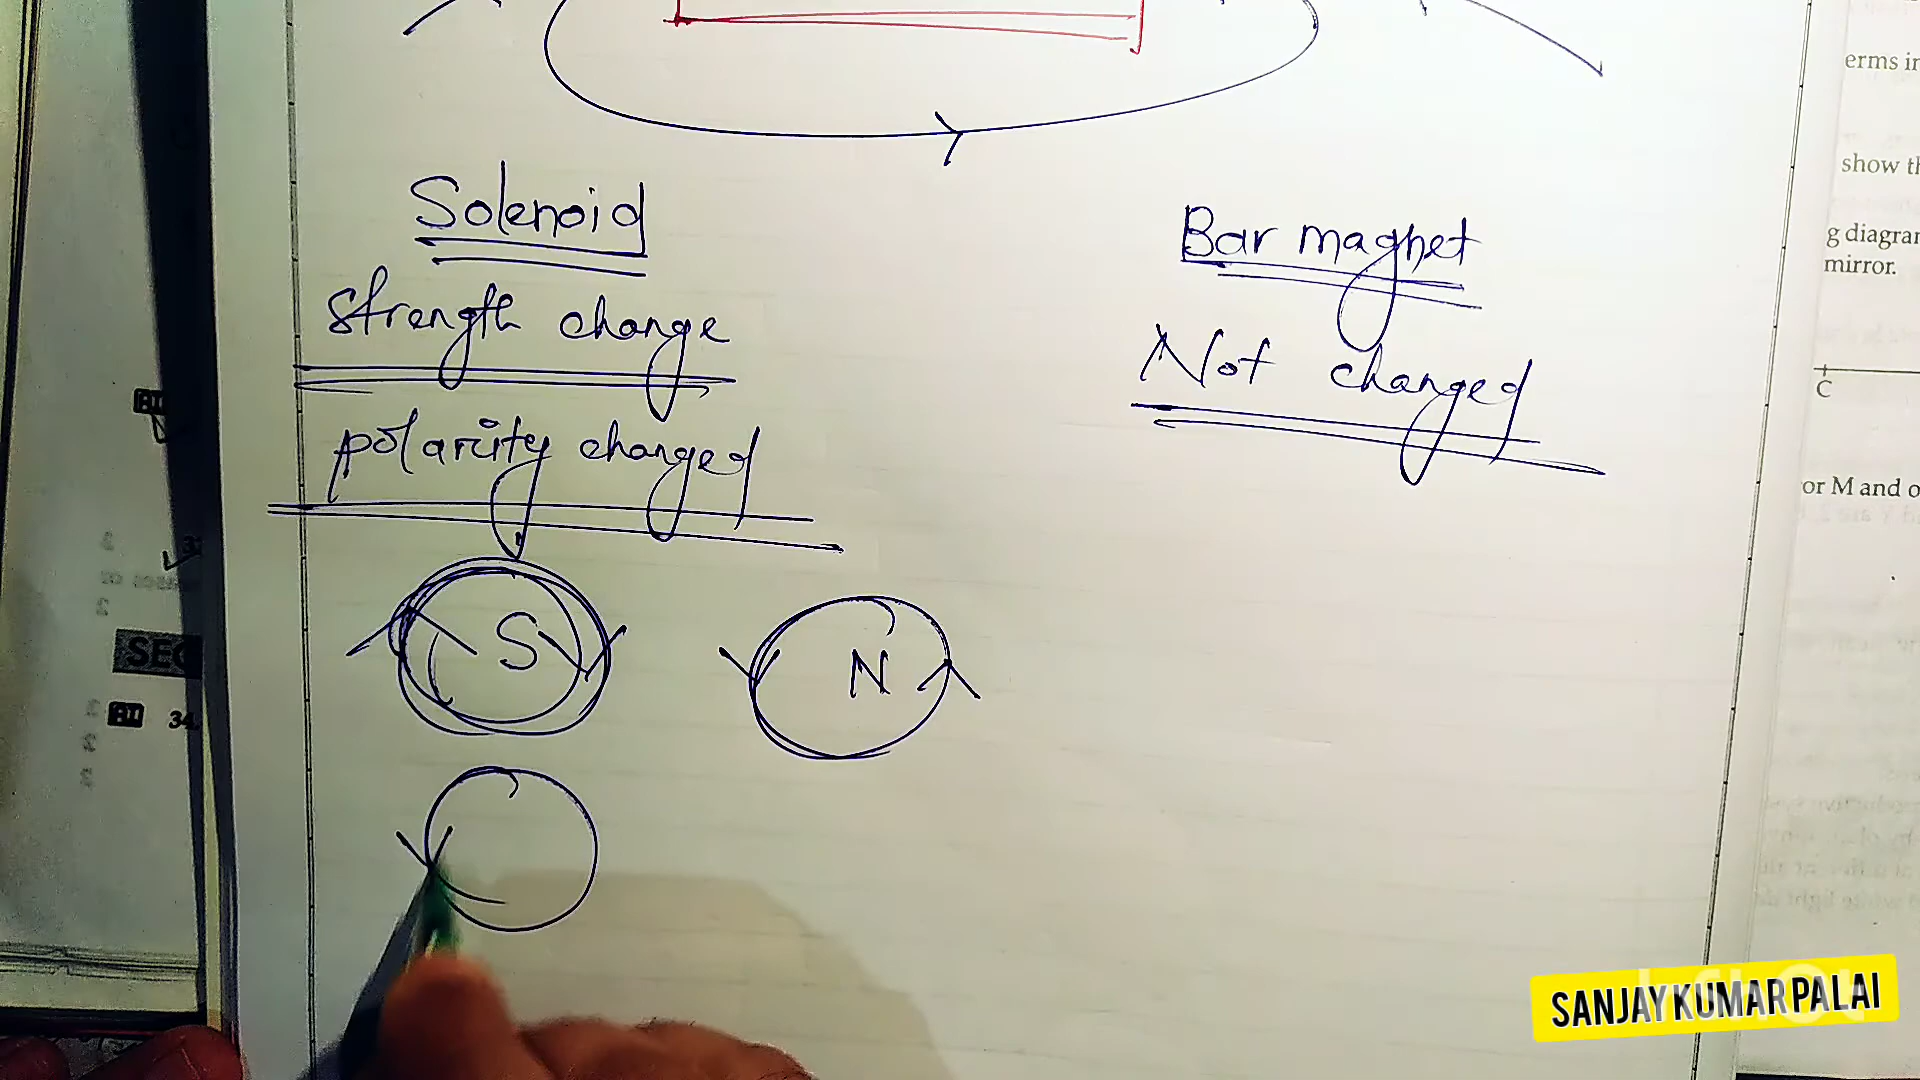 Solenoid
Bar magnet
strength change
Not changed
polarity changed
S
N
erms in
show th
g diagram
mirror.
C
or M and o
SEC
34.
SANJAY KUMAR PALAI